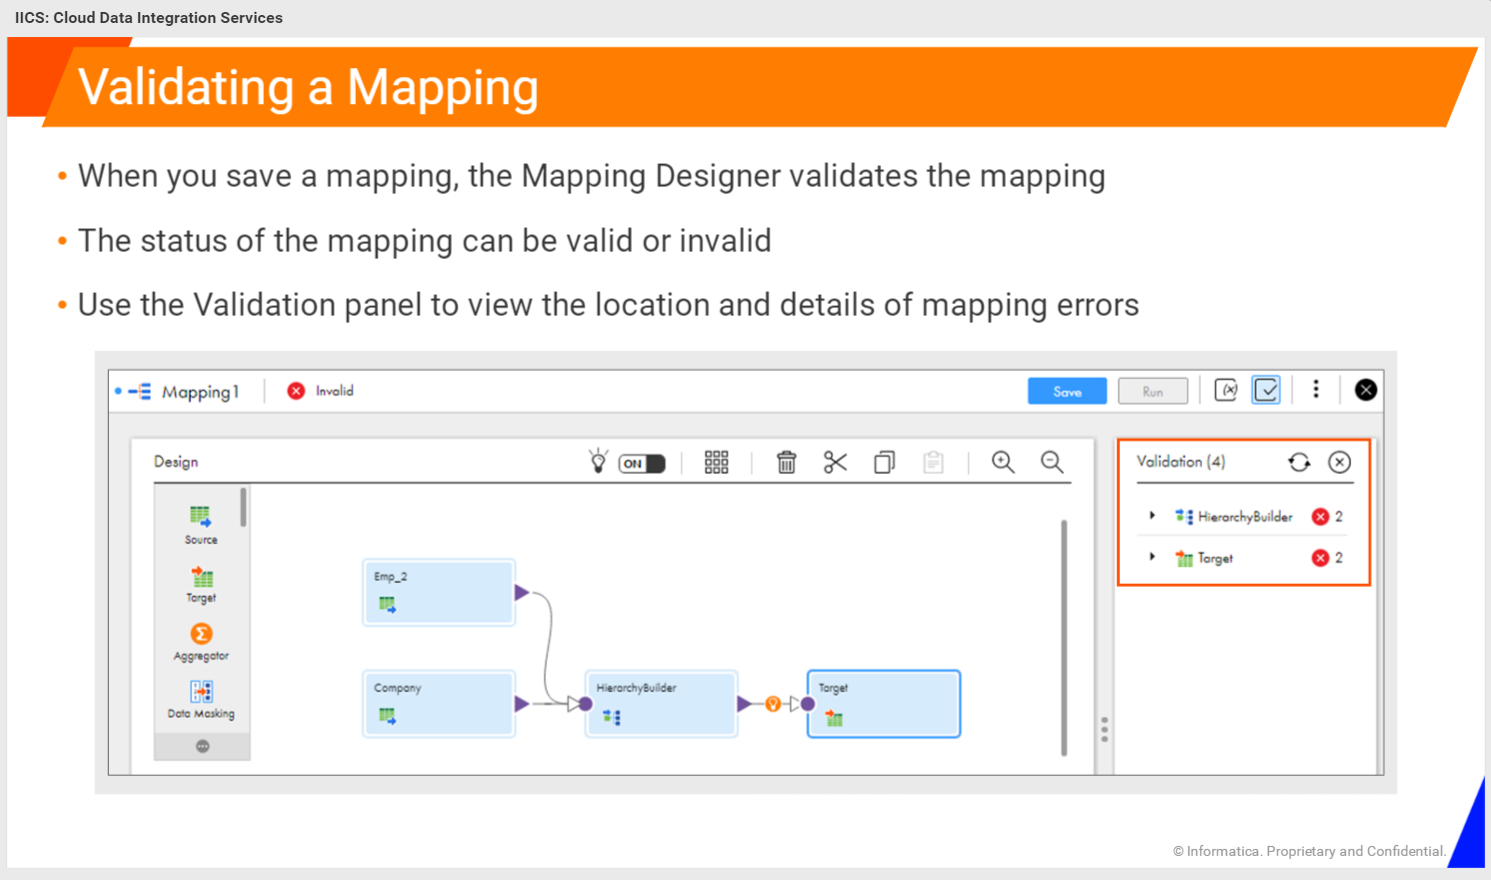 IICS: Cloud Data Integration Services
Validating a Mapping
• When you save a mapping, the Mapping Designer validates the mapping
• The status of the mapping can be valid or invalid
• Use the Validation panel to view the location and details of mapping errors
Mapping1 Invalid Save Run
Design ON
Validation (4)
HierarchyBuilder 2
Target 2
Source
Target
Aggregator
Data Masking
Emp_2
Company
HierarchyBuilder
Target
© Informatica. Proprietary and Confidential.